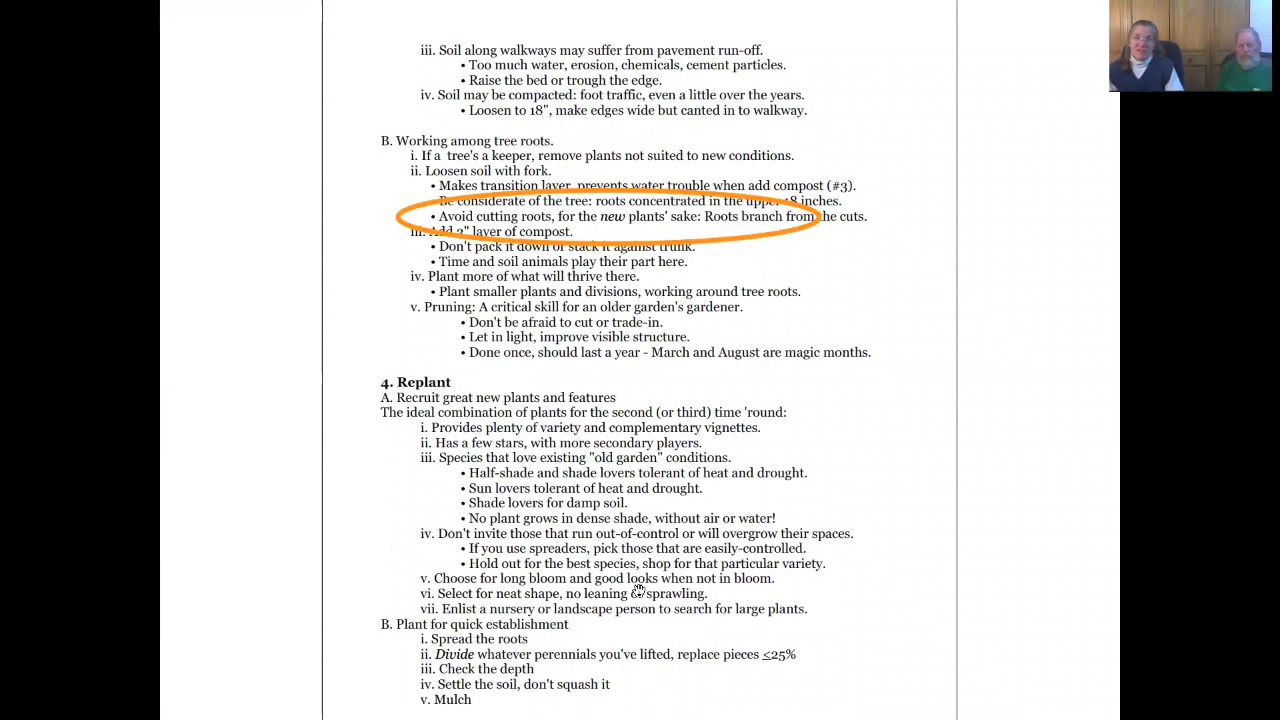 iii. Soil along walkways may suffer from pavement run-off.
• Too much water, erosion, chemicals, cement particles.
• Raise the bed or trough the edge.
iv. Soil may be compacted: foot traffic, even a little over the years.
• Loosen to 18", make edges wide but canted in to walkway.
B. Working among tree roots.
i. If a tree's a keeper, remove plants not suited to new conditions.
ii. Loosen soil with fork.
• Makes transition layer, prevents water trouble when add compost (#3).
• Be considerate of the tree: roots concentrated in the upper 18 inches.
• Avoid cutting roots, for the new plants' sake: Roots branch from the cuts.
iii. Add 2" layer of compost.
• Don't pack it down or stack it against trunk.
• Time and soil animals play their part here.
iv. Plant more of what will thrive there.
• Plant smaller plants and divisions, working around tree roots.
v. Pruning: A critical skill for an older garden's gardener.
• Don't be afraid to cut or trade-in.
• Let in light, improve visible structure.
• Done once, should last a year - March and August are magic months.
4. Replant
A. Recruit great new plants and features
The ideal combination of plants for the second (or third) time 'round:
i. Provides plenty of variety and complementary vignettes.
ii. Has a few stars, with more secondary players.
iii. Species that love existing "old garden" conditions.
• Half-shade and shade lovers tolerant of heat and drought.
• Sun lovers tolerant of heat and drought.
• Shade lovers for damp soil.
• No plant grows in dense shade, without air or water!
iv. Don't invite those that run out-of-control or will overgrow their spaces.
• If you use spreaders, pick those that are easily-controlled.
• Hold out for the best species, shop for that particular variety.
v. Choose for long bloom and good looks when not in bloom.
vi. Select for neat shape, no leaning sprawling.
vii. Enlist a nursery or landscape person to search for large plants.
B. Plant for quick establishment
i. Spread the roots
ii. Divide whatever perennials you've lifted, replace pieces <25%
iii. Check the depth
iv. Settle the soil, don't squash it
v. Mulch